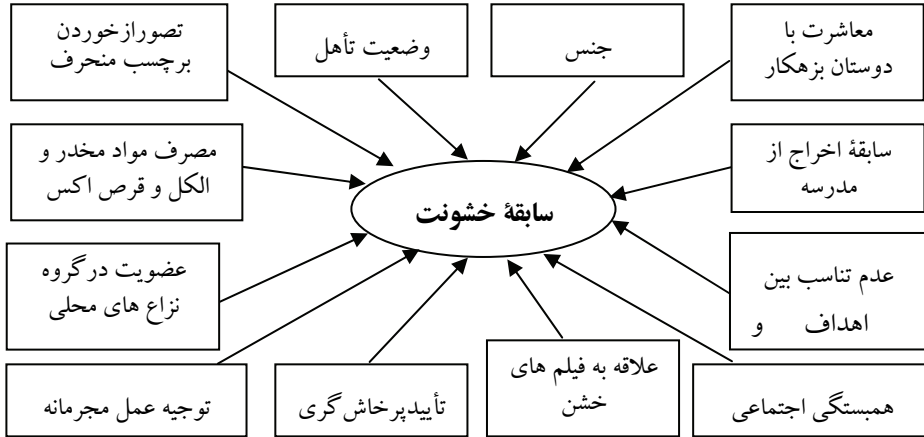 معاشرت با
دوستان بزهکار
جنس
وضعیت تأهل
تصورازخوردن
برچسب منحرف
سابقهٔ اخراج از
مدرسه
مصرف مواد مخدر و
الکل و قرص اکس
سابقهٔ خشونت
عدم تناسب بین
اهداف و
عضویت درگروه
نزاع های محلی
همبستگی اجتماعی
علاقه به فیلم های
خشن
تأییدپرخاش گری
توجیه عمل مجرمانه